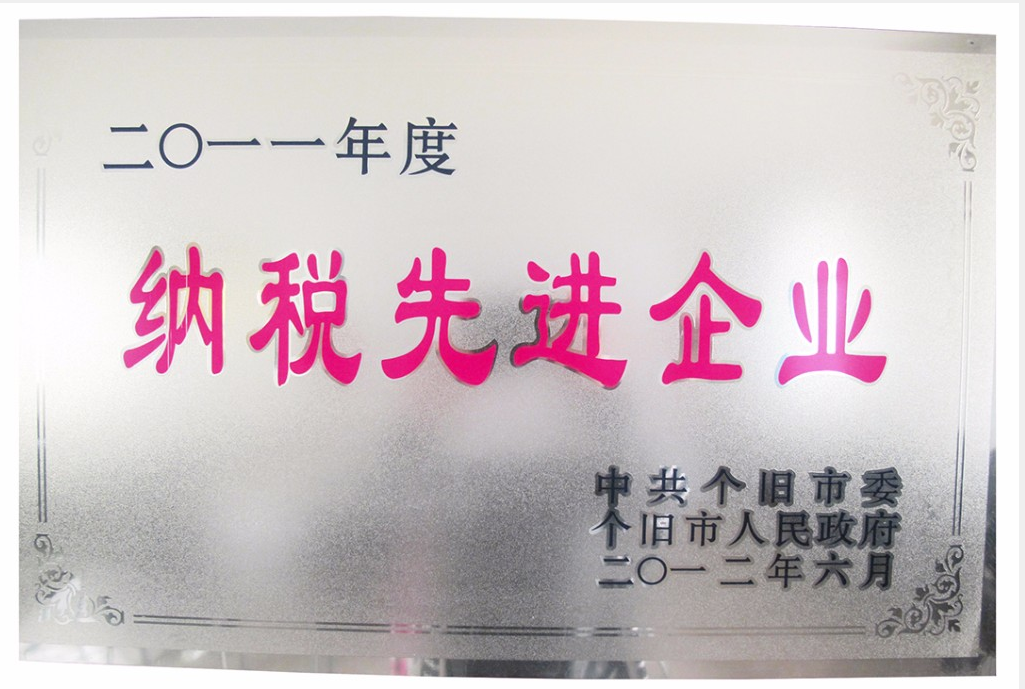 二〇一一年度
纳税先进企业
中共个旧市委
个旧市人民政府
二〇一二年六月